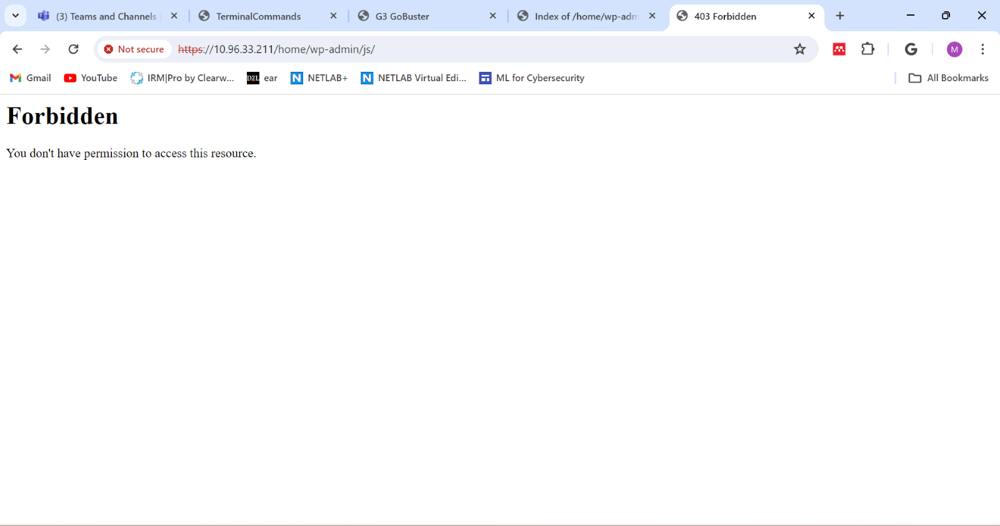 (3) Teams and Channels
TerminalCommands
G3 GoBuster
Index of /home/wp-adm
403 Forbidden
Not secure
https://10.96.33.211/home/wp-admin/js/
G
M
Gmail
YouTube
IRM|Pro by Clearw...
D2L
ear
N
NETLAB+
N
NETLAB Virtual Edi...
ML for Cybersecurity
All Bookmarks
Forbidden
You don't have permission to access this resource.